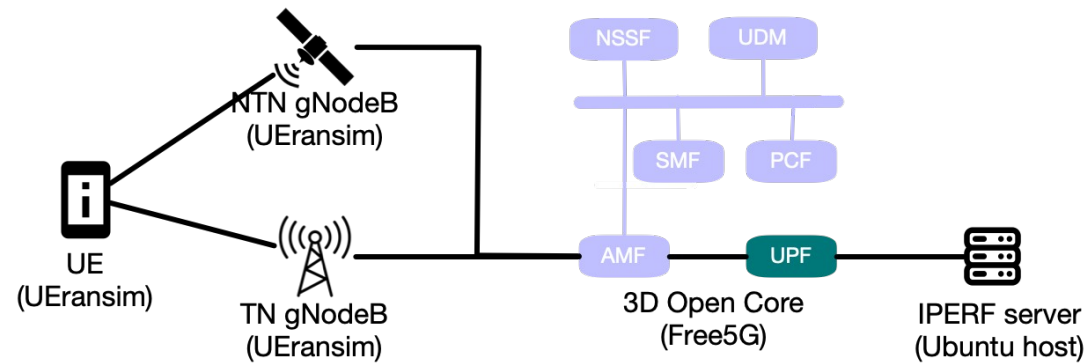 NSSF
UDM
NTN gNodeB
(UEransim)
SMF
PCF
UE
(UEransim)
TN gNodeB
(UEransim)
AMF
UPF
3D Open Core
(Free5G)
IPERF server
(Ubuntu host)